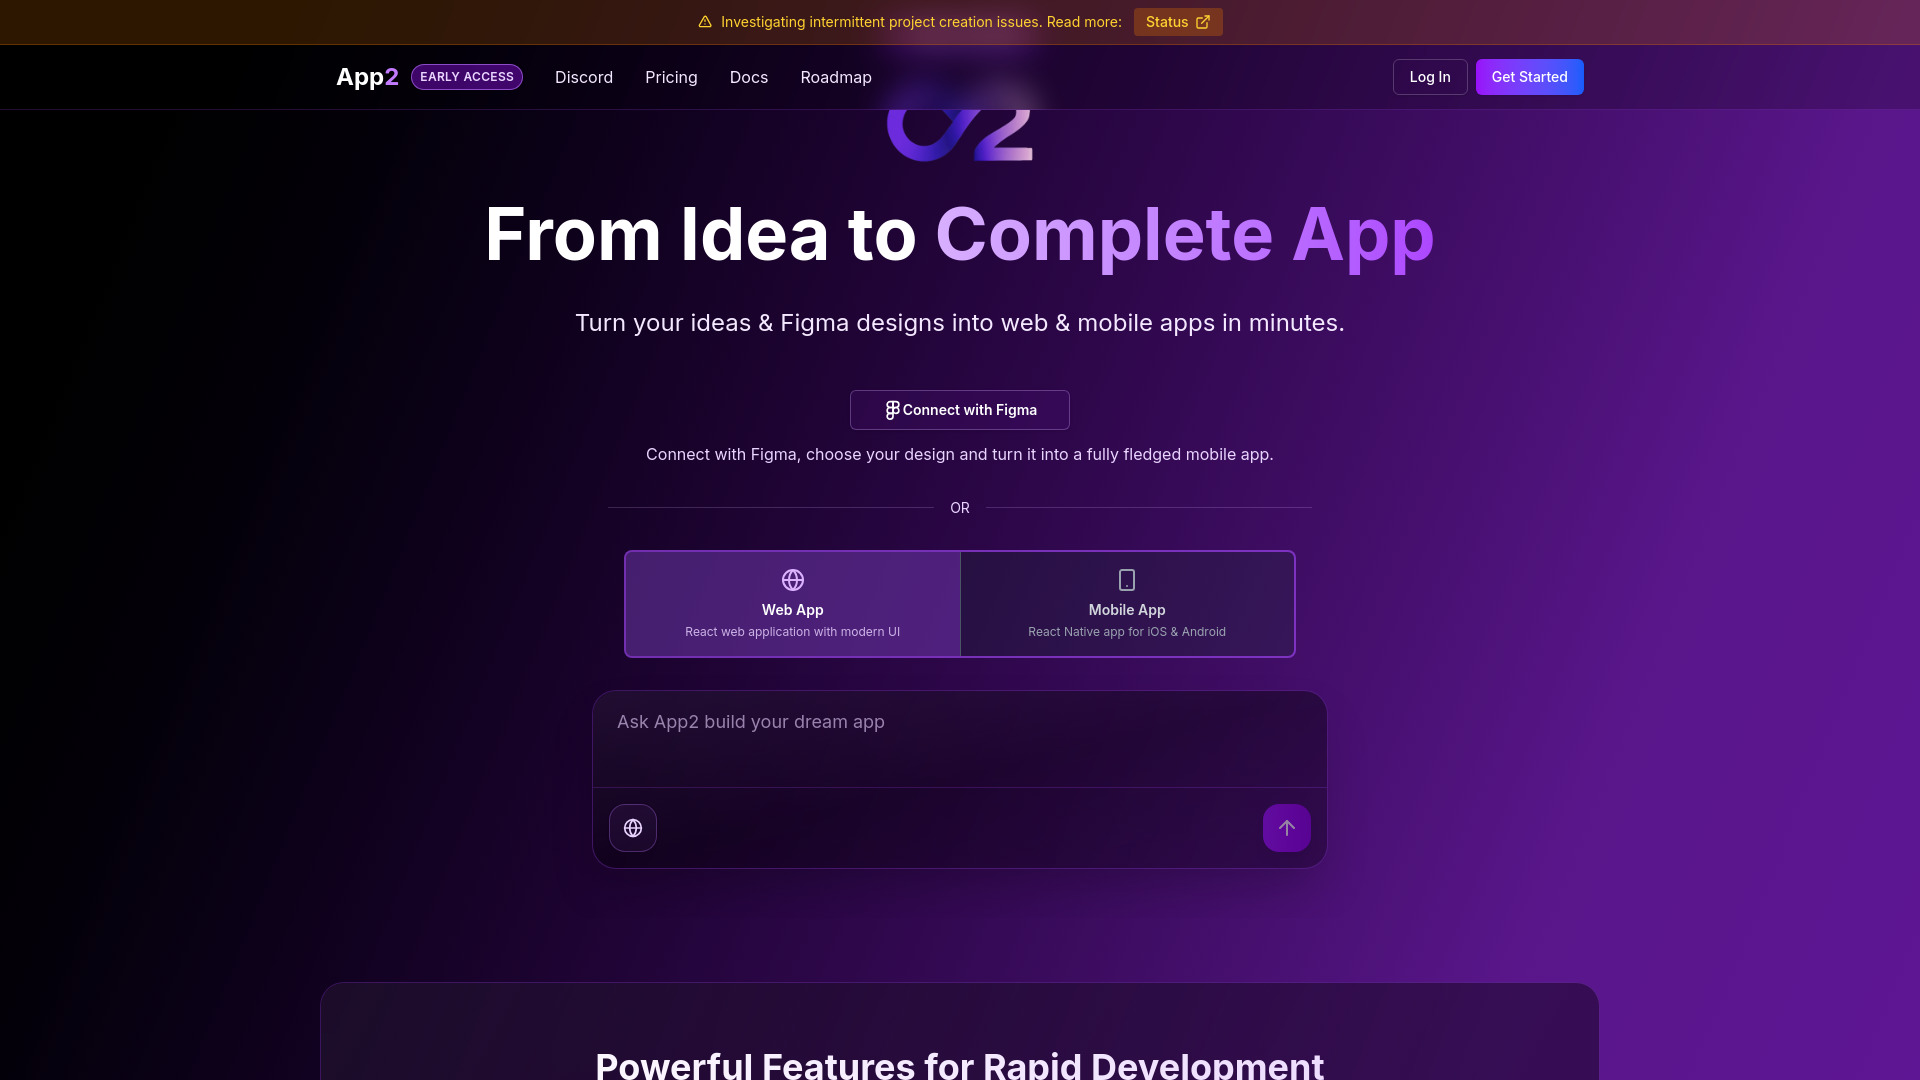 Investigating intermittent project creation issues. Read more: Status
App2 EARLY ACCESS Discord Pricing Docs Roadmap Log In Get Started
2
From Idea to Complete App
Turn your ideas & Figma designs into web & mobile apps in minutes.
Connect with Figma
Connect with Figma, choose your design and turn it into a fully fledged mobile app.
OR
Web App
React web application with modern UI
Mobile App
React Native app for iOS & Android
Ask App2 build your dream app
Powerful Features for Rapid Development